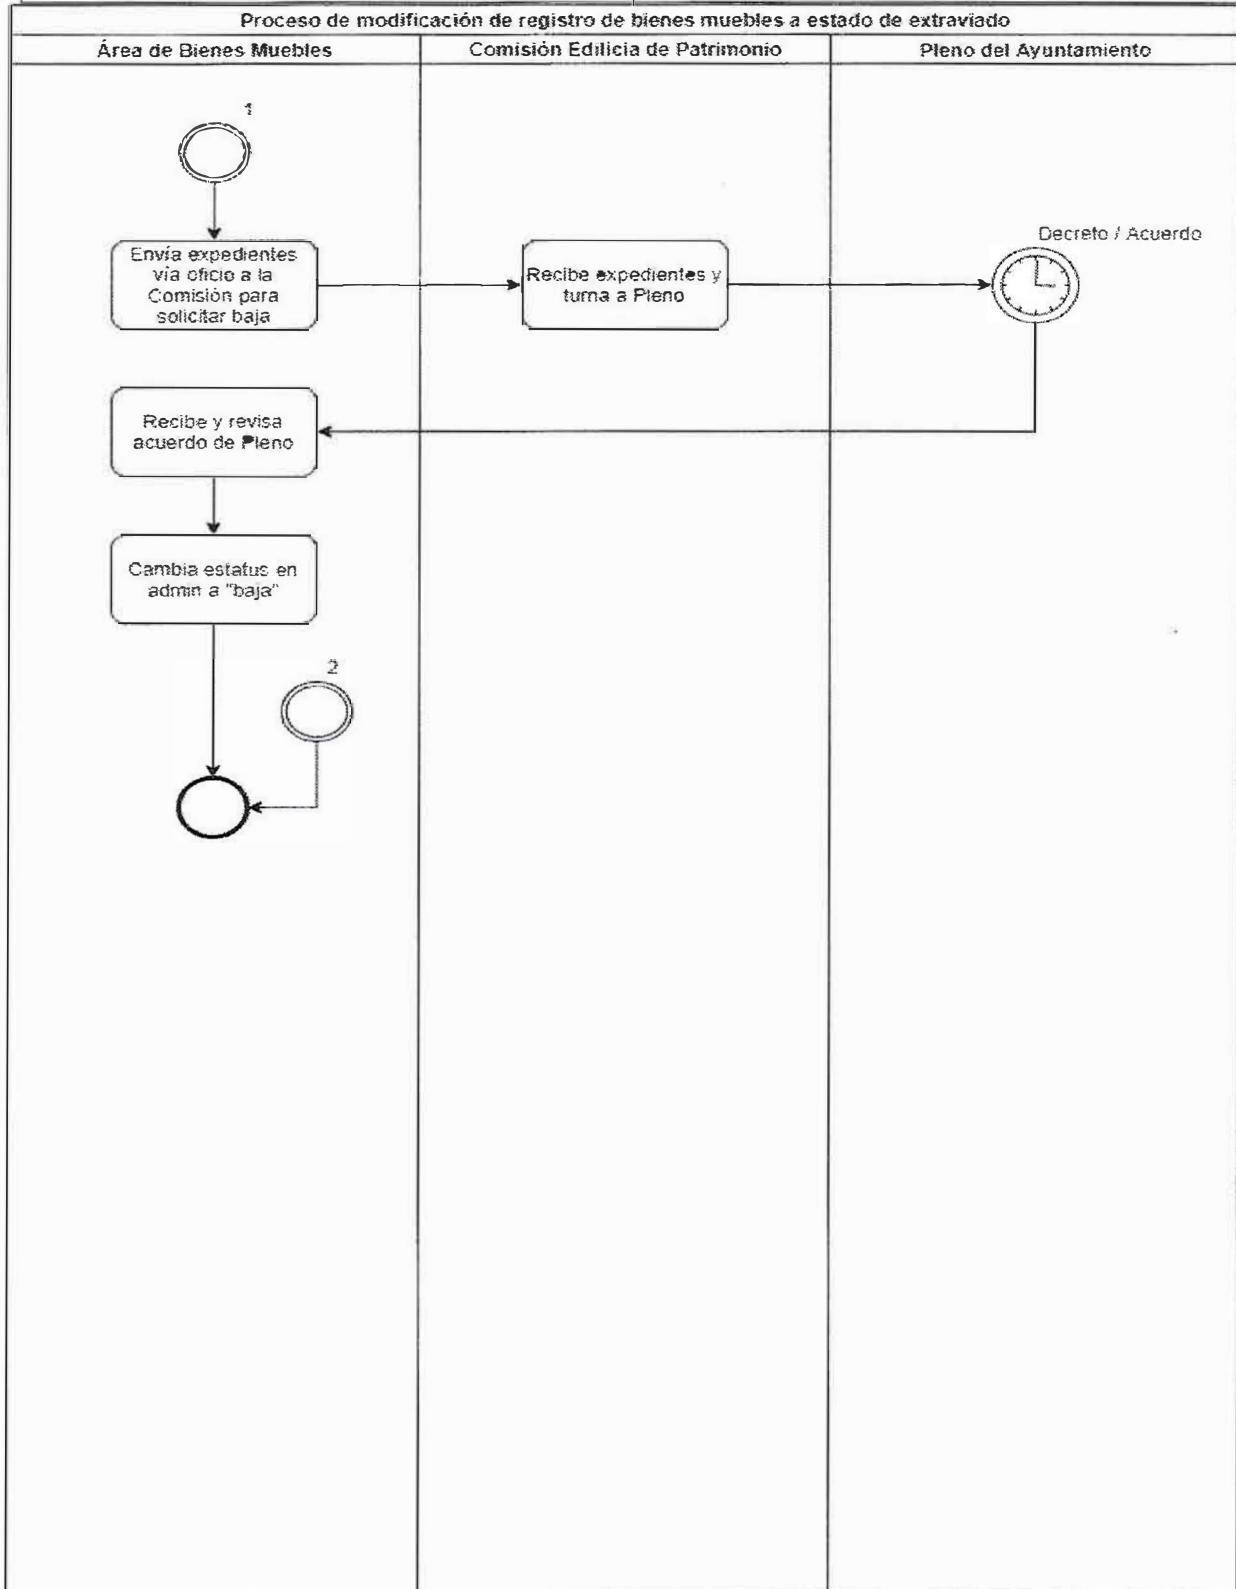 Proceso de modificación de registro de bienes muebles a estado de extraviado
Área de Bienes Muebles
Comisión Edilicia de Patrimonio
Pleno del Ayuntamiento
1
Envía expedientes
vía oficio a la
Comisión para
solicitar baja
Recibe expedientes y
turna a Pleno
Decreto / Acuerdo
Recibe y revisa
acuerdo de Pleno
Cambia estatus en
admin a "baja"
2